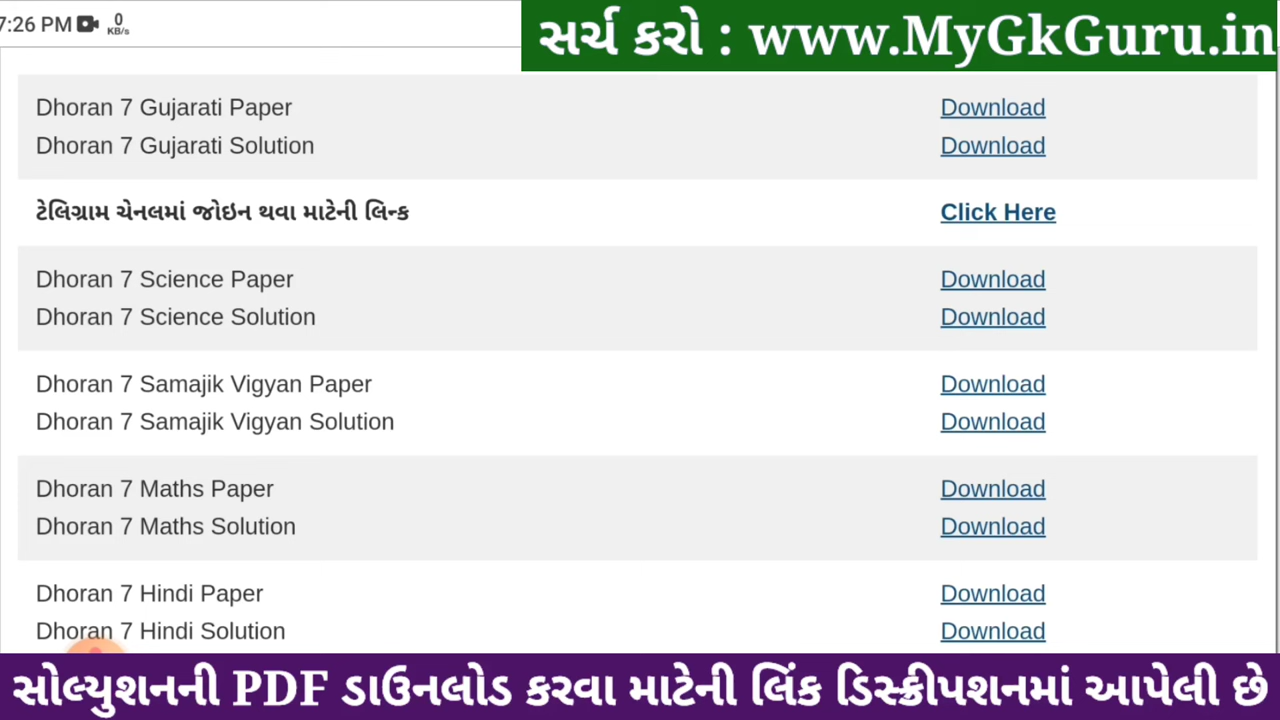 7:26 PM 0 KB/s
સર્ચ કરો : www.MyGkGuru.in
Dhoran 7 Gujarati Paper Download
Dhoran 7 Gujarati Solution Download
ટેલિગ્રામ ચેનલમાં જોઇન થવા માટેની લિન્ક Click Here
Dhoran 7 Science Paper Download
Dhoran 7 Science Solution Download
Dhoran 7 Samajik Vigyan Paper Download
Dhoran 7 Samajik Vigyan Solution Download
Dhoran 7 Maths Paper Download
Dhoran 7 Maths Solution Download
Dhoran 7 Hindi Paper Download
Dhoran 7 Hindi Solution Download
સોલ્યુશનની PDF ડાઉનલોડ કરવા માટેની લિંક ડિસ્ક્રીપશનમાં આપેલી છે